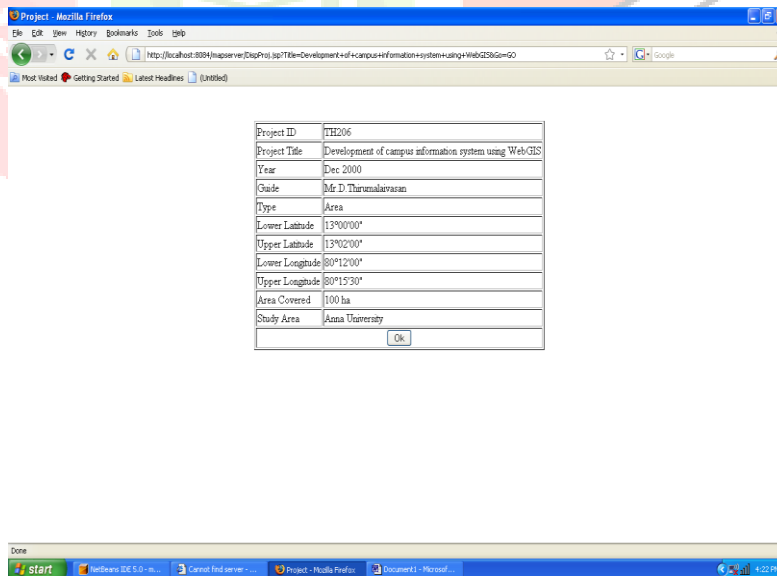 Project - Mozilla Firefox
File Edit View History Bookmarks Tools Help
http://localhost:8084/mapserver/DispProj.jsp?Title=Development+of+campus+information+system+using+WebGIS&Go=GO
Google
Most Visited Getting Started Latest Headlines (Untitled)
Project ID TH206
Project Title Development of campus information system using WebGIS
Year Dec 2000
Guide Mr.D.Thirumalaivasan
Type Area
Lower Latitude 13°00'00"
Upper Latitude 13°02'00"
Lower Longitude 80°12'00"
Upper Longitude 80°15'30"
Area Covered 100 ha
Study Area Anna University
Ok
Done
start NetBeans IDE 5.0 - m... Cannot find server - ... Project - Mozilla Firefox Document1 - Microsof... 4:22 PM